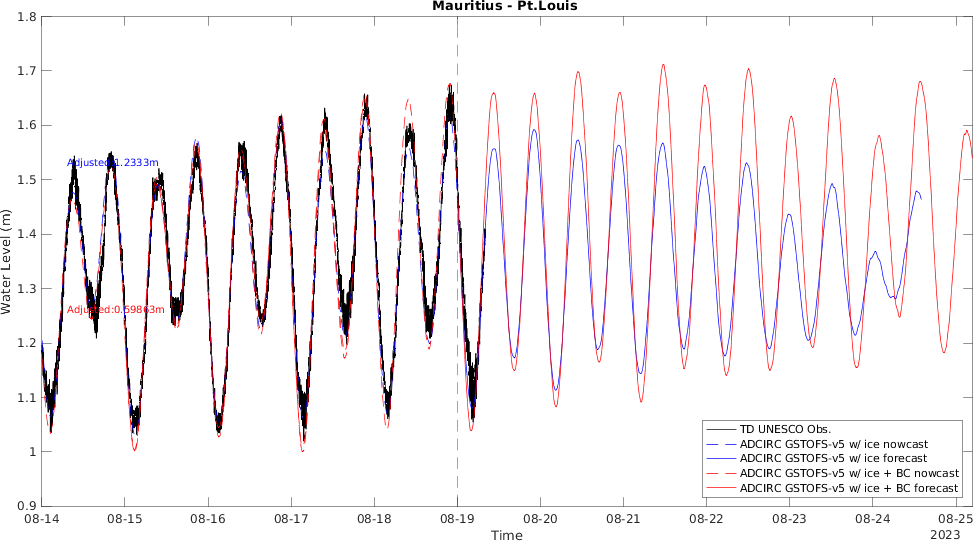 Mauritius - Pt.Louis
1.8
1.7
1.6
1.5
1.4
1.3
1.2
1.1
1
0.9
Water Level (m)
Adjusted:1.2333m
Adjusted:0.59863m
TD UNESCO Obs.
ADCIRC GSTOFS-v5 w/ ice nowcast
ADCIRC GSTOFS-v5 w/ ice forecast
ADCIRC GSTOFS-v5 w/ ice + BC nowcast
ADCIRC GSTOFS-v5 w/ ice + BC forecast
08-14 08-15 08-16 08-17 08-18 08-19 08-20 08-21 08-22 08-23 08-24 08-25
Time
2023